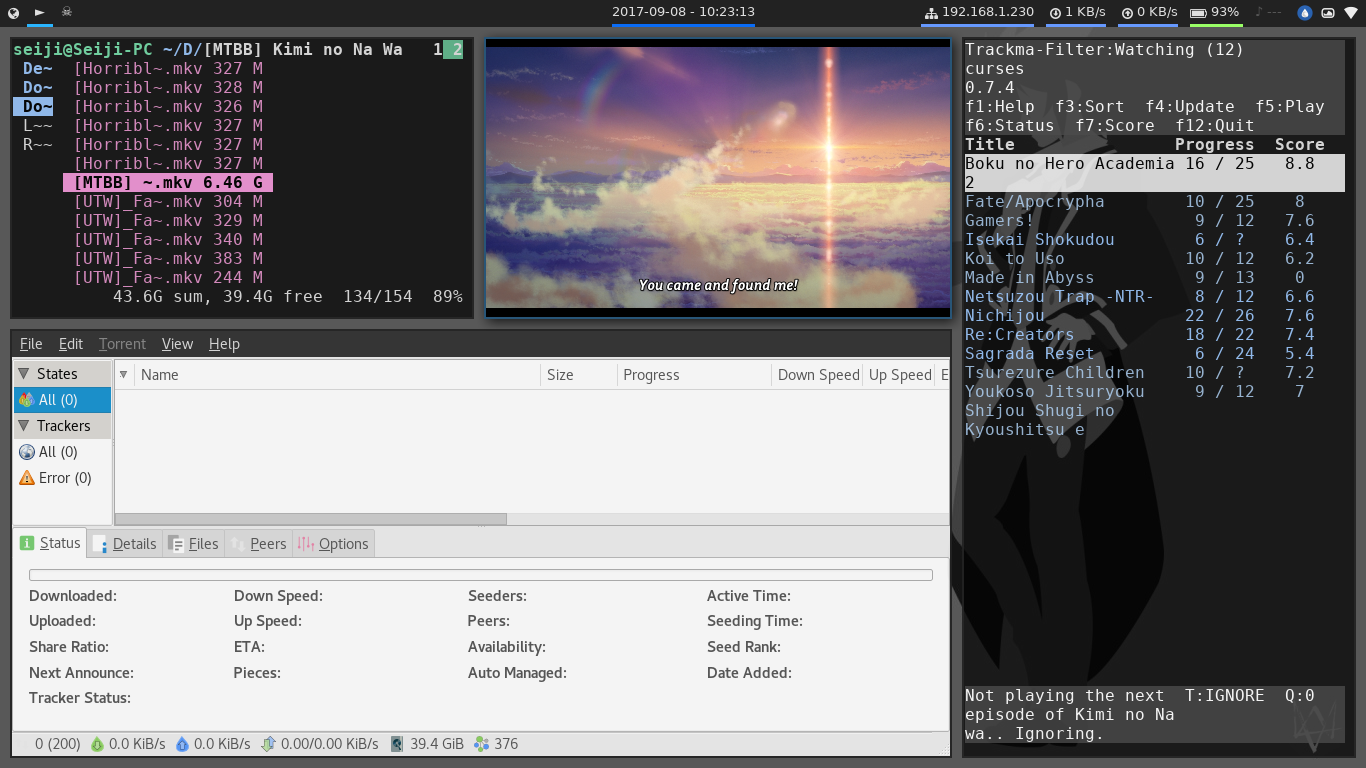 2017-09-08 - 10:23:13
192.168.1.230 1 KB/s 0 KB/s 93% ---
seiji@Seiji-PC ~/D/[MTBB] Kimi no Na Wa 1 2
De~ [Horribl~.mkv 327 M
Do~ [Horribl~.mkv 328 M
Do~ [Horribl~.mkv 326 M
L~~ [Horribl~.mkv 327 M
R~~ [Horribl~.mkv 327 M
[Horribl~.mkv 327 M
[MTBB] ~.mkv 6.46 G
[UTW]_Fa~.mkv 304 M
[UTW]_Fa~.mkv 329 M
[UTW]_Fa~.mkv 340 M
[UTW]_Fa~.mkv 383 M
[UTW]_Fa~.mkv 244 M
43.6G sum, 39.4G free 134/154 89%
You came and found me!
Trackma-Filter:Watching (12)
curses
0.7.4
f1:Help f3:Sort f4:Update f5:Play
f6:Status f7:Score f12:Quit
Title Progress Score
Boku no Hero Academia 16 / 25 8.8
2
Fate/Apocrypha 10 / 25 8
Gamers! 9 / 12 7.6
Isekai Shokudou 6 / ? 6.4
Koi to Uso 10 / 12 6.2
Made in Abyss 9 / 13 0
Netsuzou Trap -NTR- 8 / 12 6.6
Nichijou 22 / 26 7.6
Re:Creators 18 / 22 7.4
Sagrada Reset 6 / 24 5.4
Tsurezure Children 10 / ? 7.2
Youkoso Jitsuryoku 9 / 12 7
Shijou Shugi no
Kyoushitsu e
Not playing the next T:IGNORE Q:0
episode of Kimi no Na
wa.. Ignoring.
File Edit Torrent View Help
States
All (0)
Trackers
All (0)
Error (0)
Name Size Progress Down Speed Up Speed E
Status Details Files Peers Options
Downloaded: Down Speed: Seeders: Active Time:
Uploaded: Up Speed: Peers: Seeding Time:
Share Ratio: ETA: Availability: Seed Rank:
Next Announce: Pieces: Auto Managed: Date Added:
Tracker Status:
0 (200) 0.0 KiB/s 0.0 KiB/s 0.00/0.00 KiB/s 39.4 GiB 376